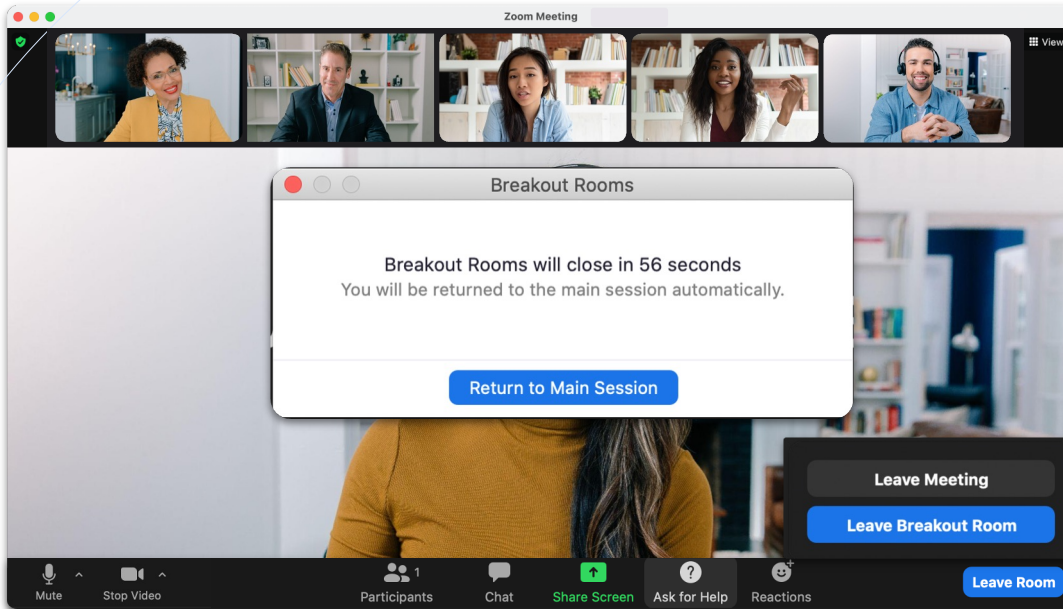 Zoom Meeting
View
Breakout Rooms
Breakout Rooms will close in 56 seconds
You will be returned to the main session automatically.
Return to Main Session
Leave Meeting
Leave Breakout Room
1
Mute
Stop Video
Participants
Chat
Share Screen
Ask for Help
Reactions
Leave Room